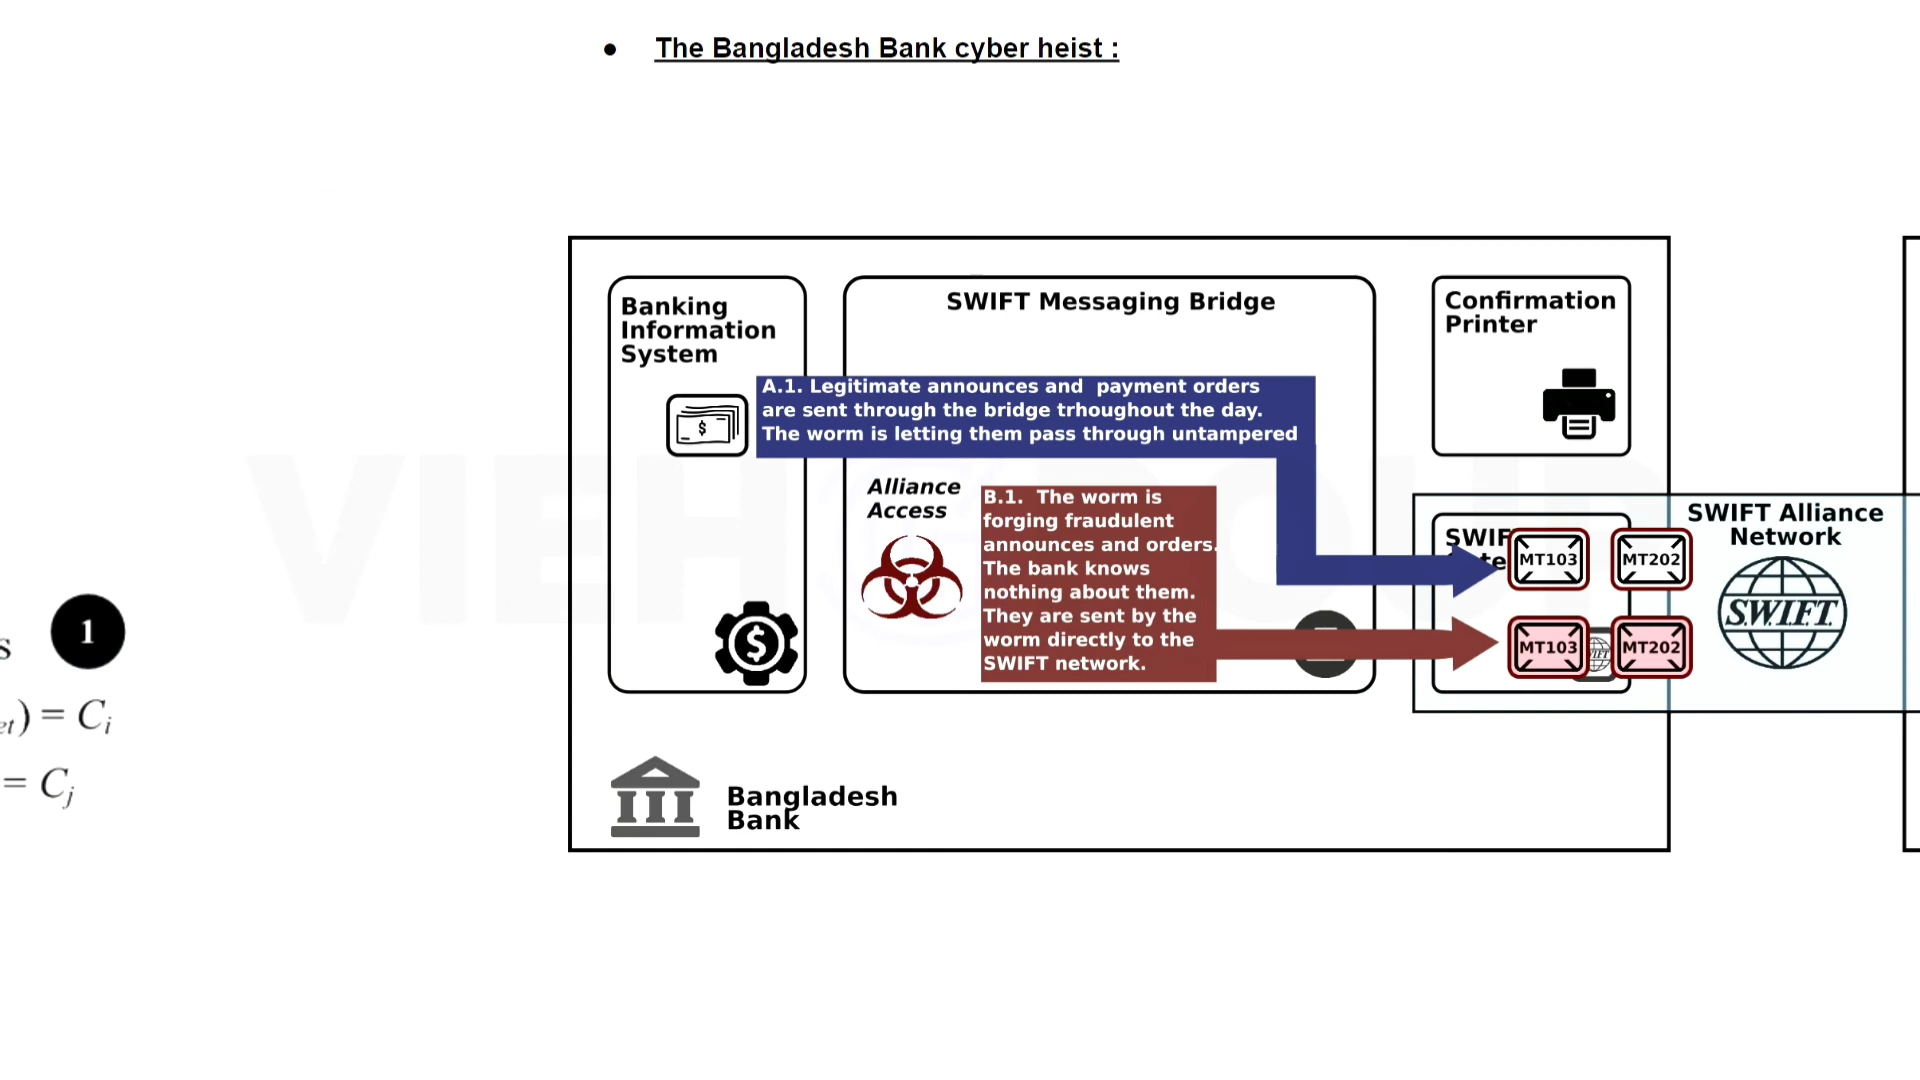 The Bangladesh Bank cyber heist :
Banking
Information
System
SWIFT Messaging Bridge
Confirmation
Printer
A.1. Legitimate announces and payment orders
are sent through the bridge trhoughout the day.
The worm is letting them pass through untampered
$
Alliance
Access
B.1. The worm is
forging fraudulent
announces and orders.
The bank knows
nothing about them.
They are sent by the
worm directly to the
SWIFT network.
$
MT103
MT202
MT103
MT202
SWIFT Alliance
Network
S.W.I.F.T.
Bangladesh
Bank
s
1
et) = Ci
= Cj